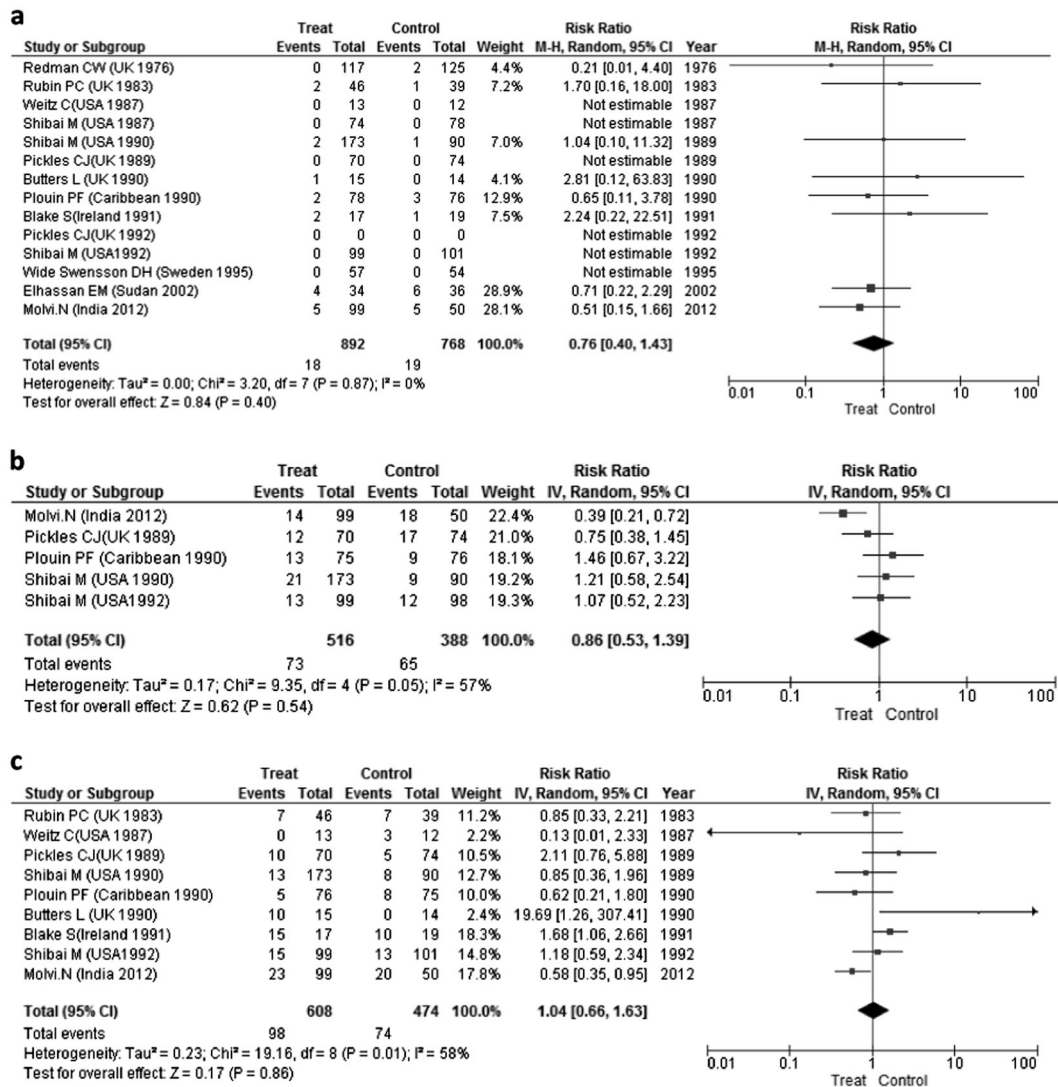 a
Treat Control Risk Ratio Risk Ratio
Study or Subgroup Events Total Events Total Weight M-H, Random, 95% CI Year M-H, Random, 95% CI
Redman CW (UK 1976) 0 117 2 125 4.4% 0.21 [0.01, 4.40] 1976
Rubin PC (UK 1983) 2 46 1 39 7.2% 1.70 [0.16, 18.00] 1983
Weitz C(USA 1987) 0 13 0 12 Not estimable 1987
Shibai M (USA 1987) 0 74 0 78 Not estimable 1987
Shibai M (USA 1990) 2 173 1 90 7.0% 1.04 [0.10, 11.32] 1989
Pickles CJ(UK 1989) 0 70 0 74 Not estimable 1989
Butters L (UK 1990) 1 15 0 14 4.1% 2.81 [0.12, 63.83] 1990
Plouin PF (Caribbean 1990) 2 78 3 76 12.9% 0.65 [0.11, 3.78] 1990
Blake S(Ireland 1991) 2 17 1 19 7.5% 2.24 [0.22, 22.51] 1991
Pickles CJ(UK 1992) 0 0 0 0 Not estimable 1992
Shibai M (USA1992) 0 99 0 101 Not estimable 1992
Wide Swensson DH (Sweden 1995) 0 57 0 54 Not estimable 1995
Elhassan EM (Sudan 2002) 4 34 6 36 28.9% 0.71 [0.22, 2.29] 2002
Molvi.N (India 2012) 5 99 5 50 28.1% 0.51 [0.15, 1.66] 2012
Total (95% CI) 892 768 100.0% 0.76 [0.40, 1.43]
Total events 18 19
Heterogeneity: Tau² = 0.00; Chi² = 3.20, df = 7 (P = 0.87); I² = 0%
Test for overall effect: Z = 0.84 (P = 0.40)
0.01 0.1 1 10 100
Treat Control
b
Treat Control Risk Ratio Risk Ratio
Study or Subgroup Events Total Events Total Weight IV, Random, 95% CI IV, Random, 95% CI
Molvi.N (India 2012) 14 99 18 50 22.4% 0.39 [0.21, 0.72]
Pickles CJ(UK 1989) 12 70 17 74 21.0% 0.75 [0.38, 1.45]
Plouin PF (Caribbean 1990) 13 75 9 76 18.1% 1.46 [0.67, 3.22]
Shibai M (USA 1990) 21 173 9 90 19.2% 1.21 [0.58, 2.54]
Shibai M (USA1992) 13 99 12 98 19.3% 1.07 [0.52, 2.23]
Total (95% CI) 516 388 100.0% 0.86 [0.53, 1.39]
Total events 73 65
Heterogeneity: Tau² = 0.17; Chi² = 9.35, df = 4 (P = 0.05); I² = 57%
Test for overall effect: Z = 0.62 (P = 0.54)
0.01 0.1 1 10 100
Treat Control
c
Treat Control Risk Ratio Risk Ratio
Study or Subgroup Events Total Events Total Weight IV, Random, 95% CI Year IV, Random, 95% CI
Rubin PC (UK 1983) 7 46 7 39 11.2% 0.85 [0.33, 2.21] 1983
Weitz C(USA 1987) 0 13 3 12 2.2% 0.13 [0.01, 2.33] 1987
Pickles CJ(UK 1989) 10 70 5 74 10.5% 2.11 [0.76, 5.88] 1989
Shibai M (USA 1990) 13 173 8 90 12.7% 0.85 [0.36, 1.96] 1989
Plouin PF (Caribbean 1990) 5 76 8 75 10.0% 0.62 [0.21, 1.80] 1990
Butters L (UK 1990) 10 15 0 14 2.4% 19.69 [1.26, 307.41] 1990
Blake S(Ireland 1991) 15 17 10 19 18.3% 1.68 [1.06, 2.66] 1991
Shibai M (USA1992) 15 99 13 101 14.8% 1.18 [0.59, 2.34] 1992
Molvi.N (India 2012) 23 99 20 50 17.8% 0.58 [0.35, 0.95] 2012
Total (95% CI) 608 474 100.0% 1.04 [0.66, 1.63]
Total events 98 74
Heterogeneity: Tau² = 0.23; Chi² = 19.16, df = 8 (P = 0.01); I² = 58%
Test for overall effect: Z = 0.17 (P = 0.86)
0.01 0.1 1 10 100
Treat Control